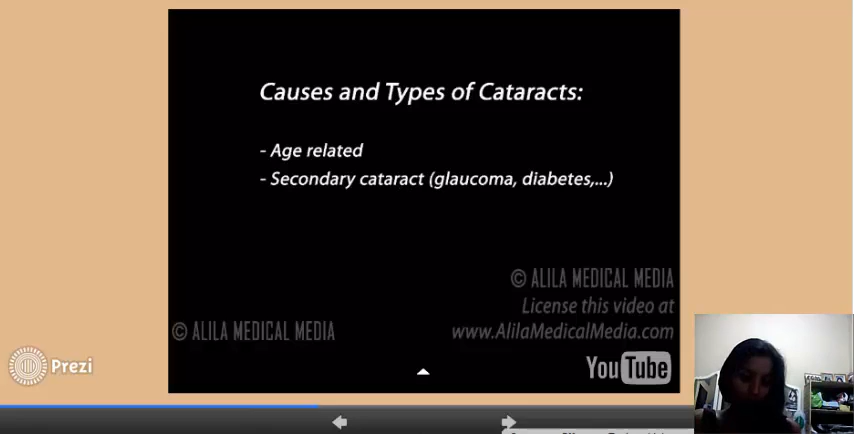 Causes and Types of Cataracts:
- Age related
- Secondary cataract (glaucoma, diabetes,...)
© ALILA MEDICAL MEDIA
License this video at
www.AlilaMedicalMedia.com
© ALILA MEDICAL MEDIA
YouTube
Prezi